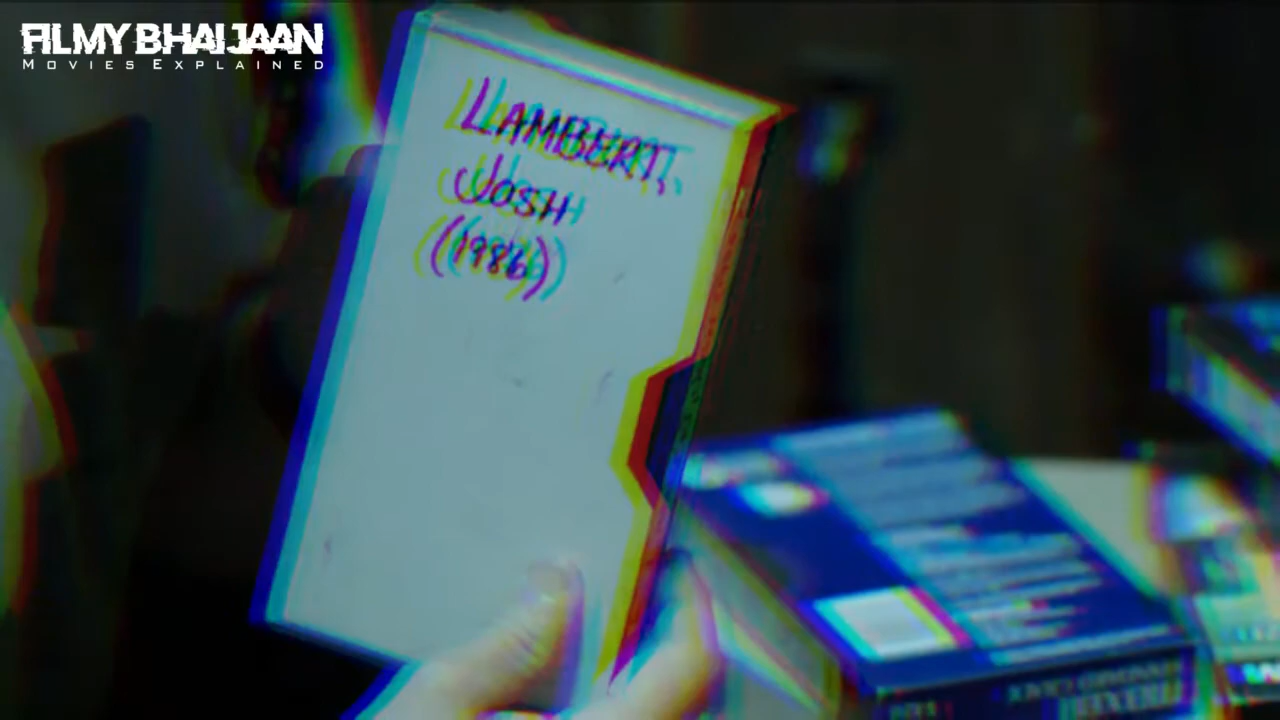 FILMY BHAIJAAN
MOVIES EXPLAINED
LAMBERT,
JOSH
(1986)